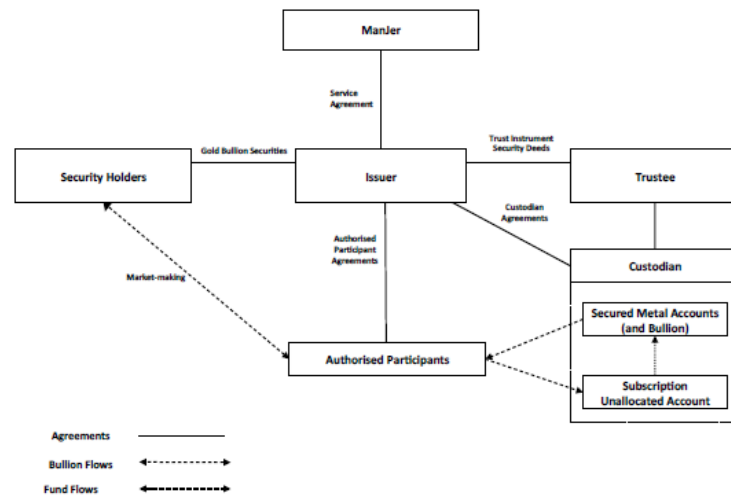 ManJer
Service
Agreement
Gold Bullion Securities
Trust Instrument
Security Deeds
Security Holders
Issuer
Trustee
Custodian
Agreements
Authorised
Participant
Agreements
Market-making
Custodian
Secured Metal Accounts
(and Bullion)
Authorised Participants
Subscription
Unallocated Account
Agreements
Bullion Flows
Fund Flows